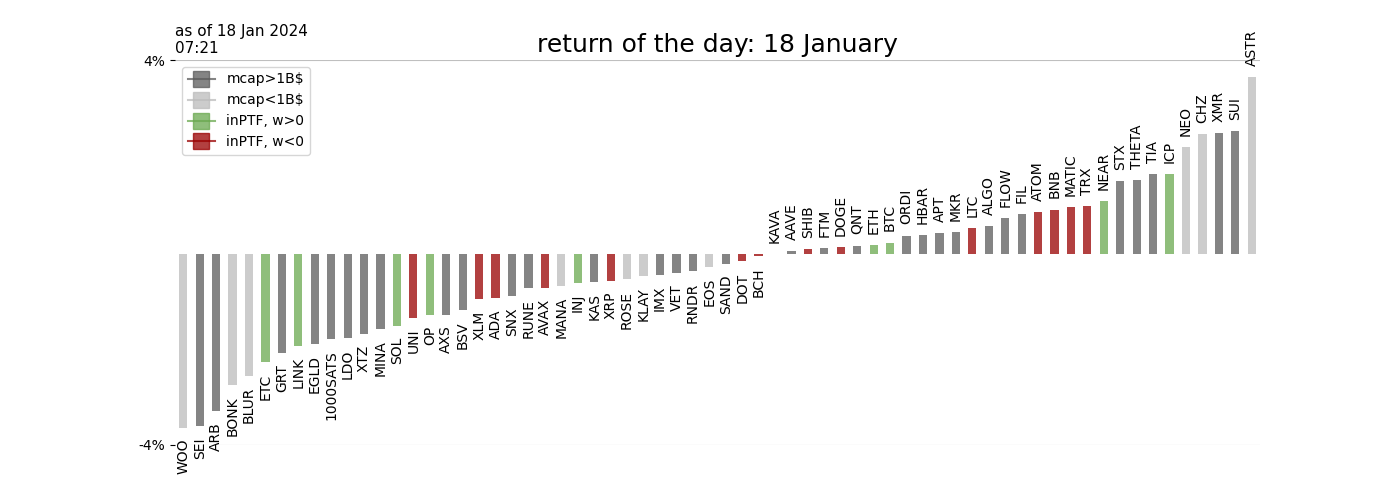 as of 18 Jan 2024
07:21
return of the day: 18 January
4%
mcap>1B$
mcap<1B$
inPTF, w>0
inPTF, w<0
-4%
WOO
SEI
ARB
BONK
BLUR
ETC
GRT
LINK
EGLD
1000SATS
LDO
XTZ
MINA
SOL
UNI
OP
AXS
BSV
XLM
ADA
SNX
RUNE
AVAX
MANA
INJ
KAS
XRP
ROSE
KLAY
IMX
VET
RNDR
EOS
SAND
DOT
BCH
KAVA
AAVE
SHIB
FTM
DOGE
QNT
ETH
BTC
ORDI
HBAR
APT
MKR
LTC
ALGO
FLOW
FIL
ATOM
BNB
MATIC
TRX
NEAR
STX
THETA
TIA
ICP
NEO
CHZ
XMR
SUI
ASTR